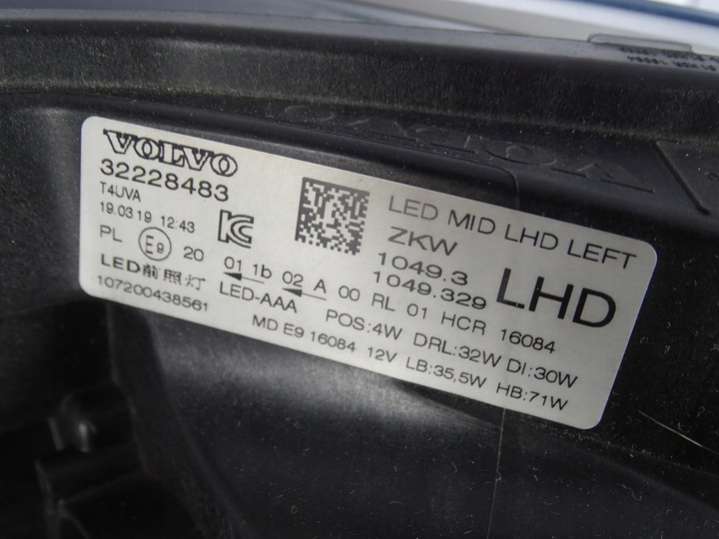 VOLVO
32228483
T4UVA
19.03.19 12:43
LED MID LHD LEFT
ZKW
1049.3
1049.329
LHD
PL E9 20 01 1b 02 A 00 RL 01 HCR 16084
LED前照灯 LED-AAA POS:4W DRL:32W DI:30W
107200438561 MD E9 16084 12V LB:35,5W HB:71W